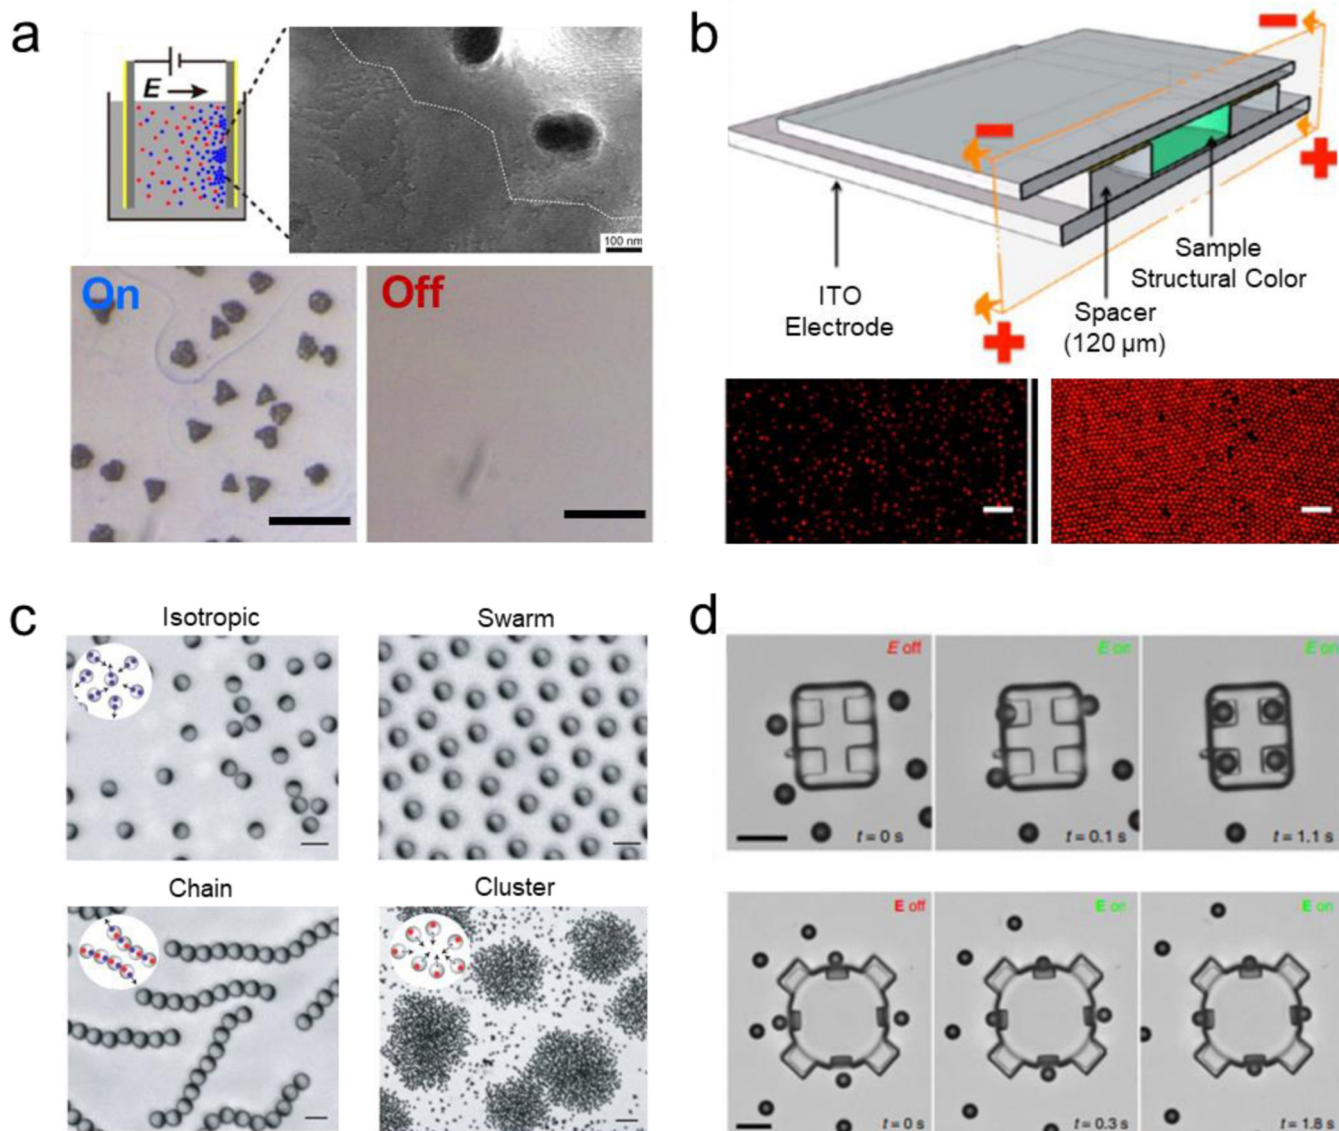 a
E
100 nm
On
Off
b
ITO
Electrode
Spacer
(120 µm)
Sample
Structural Color
c
Isotropic
Swarm
Chain
Cluster
d
E off
t = 0 s
E on
t = 0.1 s
E on
t = 1.1 s
E off
t = 0 s
E on
t = 0.3 s
E on
t = 1.8 s